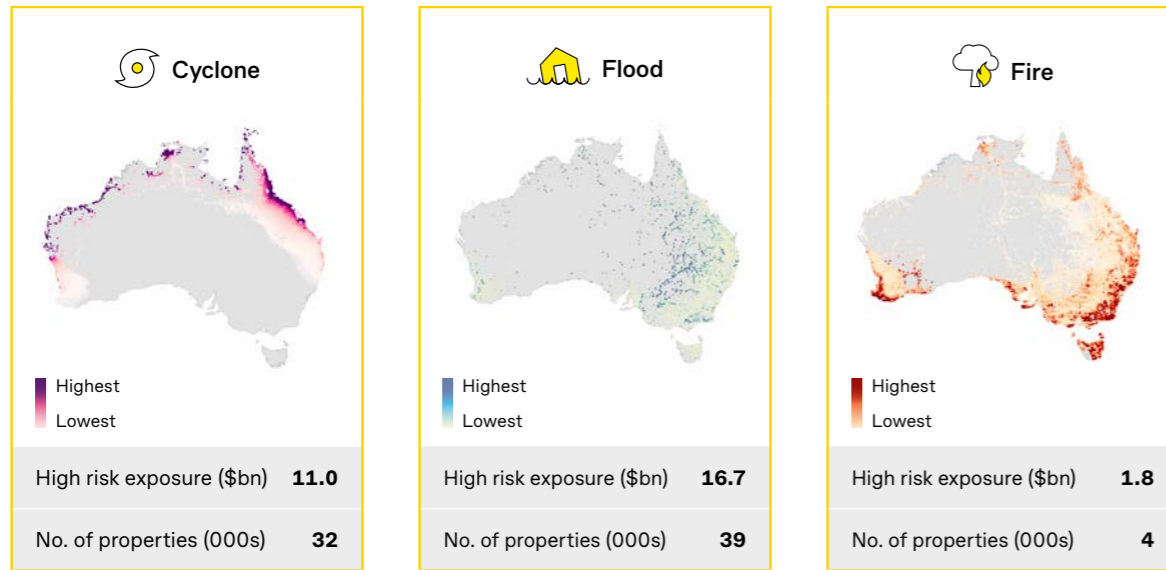 Cyclone
Highest
Lowest
High risk exposure ($bn) 11.0
No. of properties (000s) 32
Flood
Highest
Lowest
High risk exposure ($bn) 16.7
No. of properties (000s) 39
Fire
Highest
Lowest
High risk exposure ($bn) 1.8
No. of properties (000s) 4